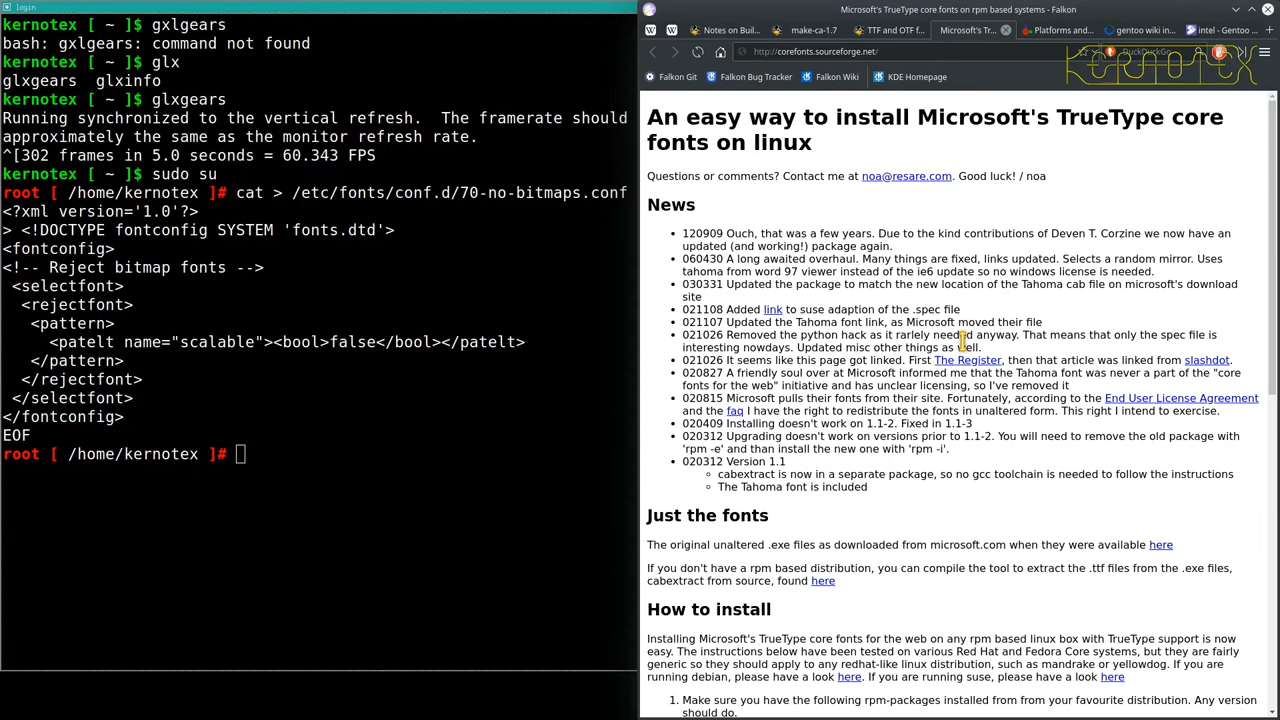 login
kernotex [ ~ ]$ gxlgears
bash: gxlgears: command not found
kernotex [ ~ ]$ glx
glxgears  glxinfo
kernotex [ ~ ]$ glxgears
Running synchronized to the vertical refresh.  The framerate should
approximately the same as the monitor refresh rate.
^[302 frames in 5.0 seconds = 60.343 FPS
kernotex [ ~ ]$ sudo su
root [ /home/kernotex ]# cat > /etc/fonts/conf.d/70-no-bitmaps.conf
<?xml version='1.0'?>
> <!DOCTYPE fontconfig SYSTEM 'fonts.dtd'>
<fontconfig>
<!-- Reject bitmap fonts -->
 <selectfont>
  <rejectfont>
   <pattern>
     <patelt name="scalable"><bool>false</bool></patelt>
   </pattern>
  </rejectfont>
 </selectfont>
</fontconfig>
EOF
root [ /home/kernotex ]#
Microsoft's TrueType core fonts on rpm based systems - Falkon
Notes on Buil...
make-ca-1.7
TTF and OTF f...
Microsoft's Tr...
Platforms and...
gentoo wiki in...
intel - Gentoo ...
http://corefonts.sourceforge.net/
DuckDuckGo
Kernotex
Falkon Git
Falkon Bug Tracker
Falkon Wiki
KDE Homepage
An easy way to install Microsoft's TrueType core
fonts on linux
Questions or comments? Contact me at noa@resare.com. Good luck! / noa
News
• 120909 Ouch, that was a few years. Due to the kind contributions of Deven T. Corzine we now have an
updated (and working!) package again.
• 060430 A long awaited overhaul. Many things are fixed, links updated. Selects a random mirror. Uses
tahoma from word 97 viewer instead of the ie6 update so no windows license is needed.
• 030331 Updated the package to match the new location of the Tahoma cab file on microsoft's download
site
• 021108 Added link to suse adaption of the .spec file
• 021107 Updated the Tahoma font link, as Microsoft moved their file
• 021026 Removed the python hack as it rarley needed anyway. That means that only the spec file is
interesting nowdays. Updated misc other things as well.
• 021026 It seems like this page got linked. First The Register, then that article was linked from slashdot.
• 020827 A friendly soul over at Microsoft informed me that the Tahoma font was never a part of the "core
fonts for the web" initiative and has unclear licensing, so I've removed it
• 020815 Microsoft pulls their fonts from their site. Fortunately, according to the End User License Agreement
and the faq I have the right to redistribute the fonts in unaltered form. This right I intend to exercise.
• 020409 Installing doesn't work on 1.1-2. Fixed in 1.1-3
• 020312 Upgrading doesn't work on versions prior to 1.1-2. You will need to remove the old package with
'rpm -e' and than install the new one with 'rpm -i'.
• 020312 Version 1.1
◦ cabextract is now in a separate package, so no gcc toolchain is needed to follow the instructions
◦ The Tahoma font is included
Just the fonts
The original unaltered .exe files as downloaded from microsoft.com when they were available here
If you don't have a rpm based distribution, you can compile the tool to extract the .ttf files from the .exe files,
cabextract from source, found here
How to install
Installing Microsoft's TrueType core fonts for the web on any rpm based linux box with TrueType support is now
easy. The instructions below have been tested on various Red Hat and Fedora Core systems, but they are fairly
generic so they should apply to any redhat-like linux distribution, such as mandrake or yellowdog. If you are
running debian, please have a look here. If you are running suse, please have a look here
1. Make sure you have the following rpm-packages installed from from your favourite distribution. Any version
should do.